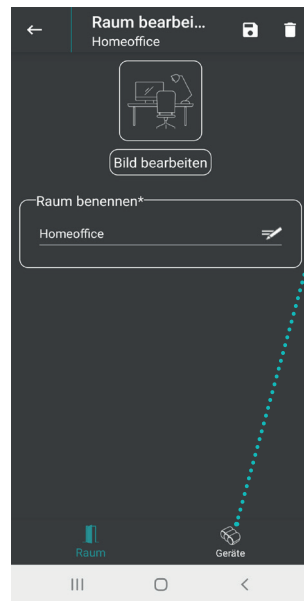 Raum bearbei...
Homeoffice
Bild bearbeiten
Raum benennen*
Homeoffice
Raum
Geräte